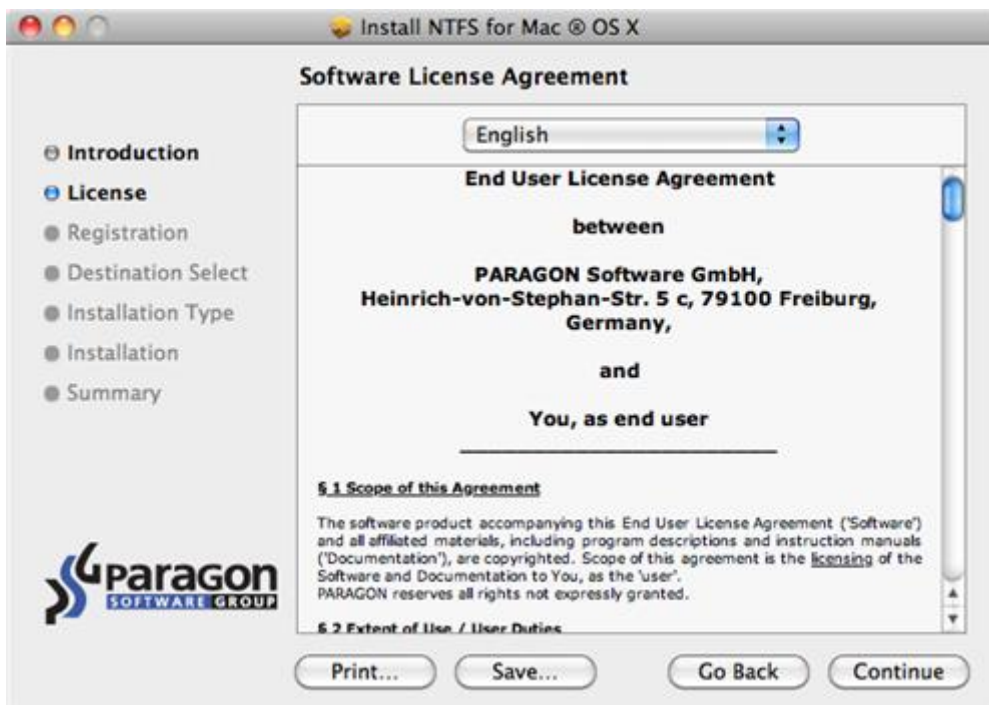 Install NTFS for Mac ® OS X
Software License Agreement
Introduction
License
Registration
Destination Select
Installation Type
Installation
Summary
Paragon
SOFTWARE GROUP
English
End User License Agreement
between
PARAGON Software GmbH,
Heinrich-von-Stephan-Str. 5 c, 79100 Freiburg,
Germany,
and
You, as end user
§ 1 Scope of this Agreement
The software product accompanying this End User License Agreement ('Software')
and all affiliated materials, including program descriptions and instruction manuals
('Documentation'), are copyrighted. Scope of this agreement is the licensing of the
Software and Documentation to You, as the 'user'.
PARAGON reserves all rights not expressly granted.
§ 2 Extent of Use / User Duties
Print...
Save...
Go Back
Continue